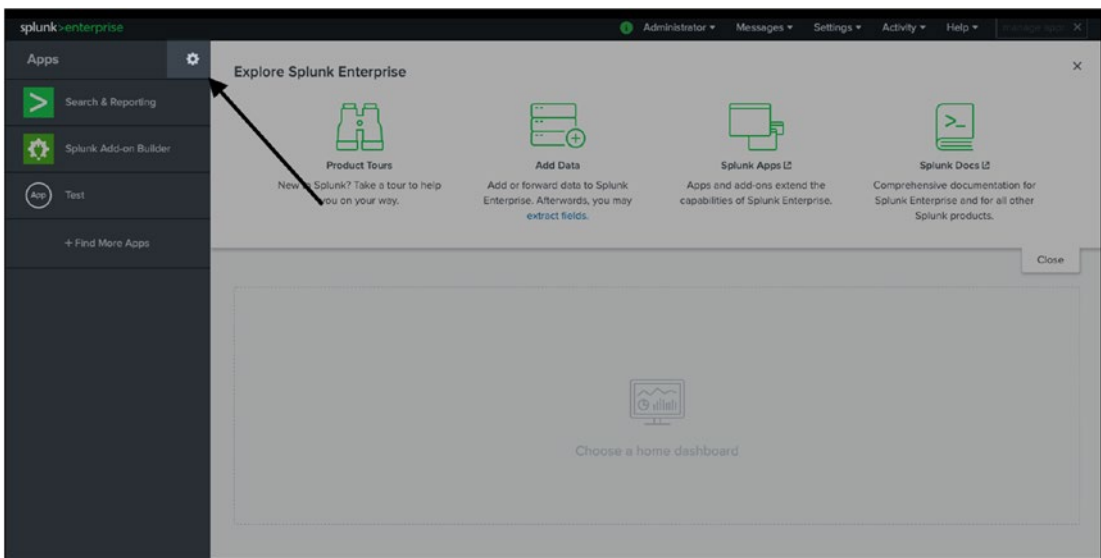 splunk>enterprise
Administrator Messages Settings Activity Help manage apps
Apps
Search & Reporting
Splunk Add-on Builder
App Test
+ Find More Apps
Explore Splunk Enterprise
Product Tours
New to Splunk? Take a tour to help
you on your way.
Add Data
Add or forward data to Splunk
Enterprise. Afterwards, you may
extract fields.
Splunk Apps
Apps and add-ons extend the
capabilities of Splunk Enterprise.
Splunk Docs
Comprehensive documentation for
Splunk Enterprise and for all other
Splunk products.
Close
Choose a home dashboard